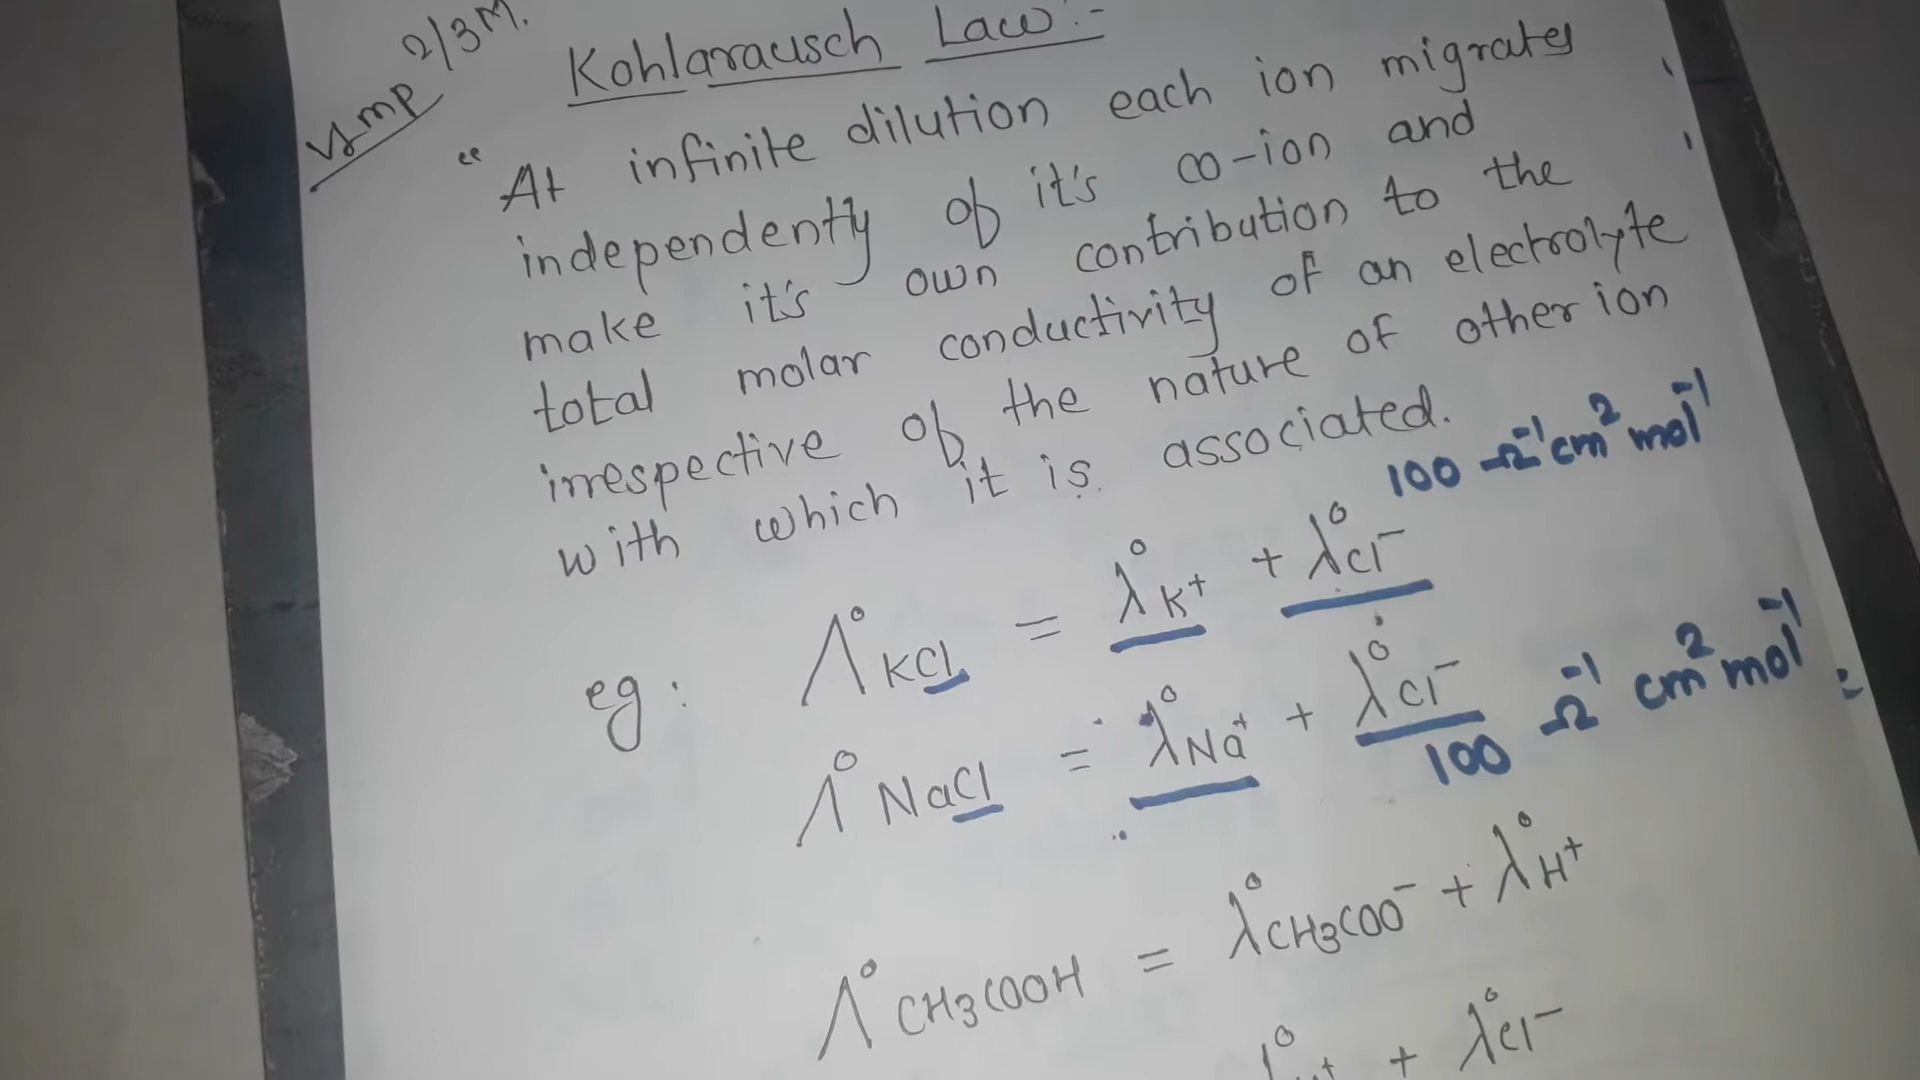 Imp 2/3 M.
Kohlarausch Law :-
"At infinite dilution each ion migrates
independently of it's co-ion and
make it's own contribution to the
total molar conductivity of an electrolyte
irrespective of the nature of other ion
with which it is associated.
100 Ω⁻¹ cm² mol⁻¹
eg : Λ° KCl = λ° K⁺ + λ° Cl⁻
Λ° NaCl = λ° Na⁺ + λ° Cl⁻
100 Ω⁻¹ cm² mol⁻¹
Λ° CH3COOH = λ° CH3COO⁻ + λ° H⁺
+ λ° Cl⁻